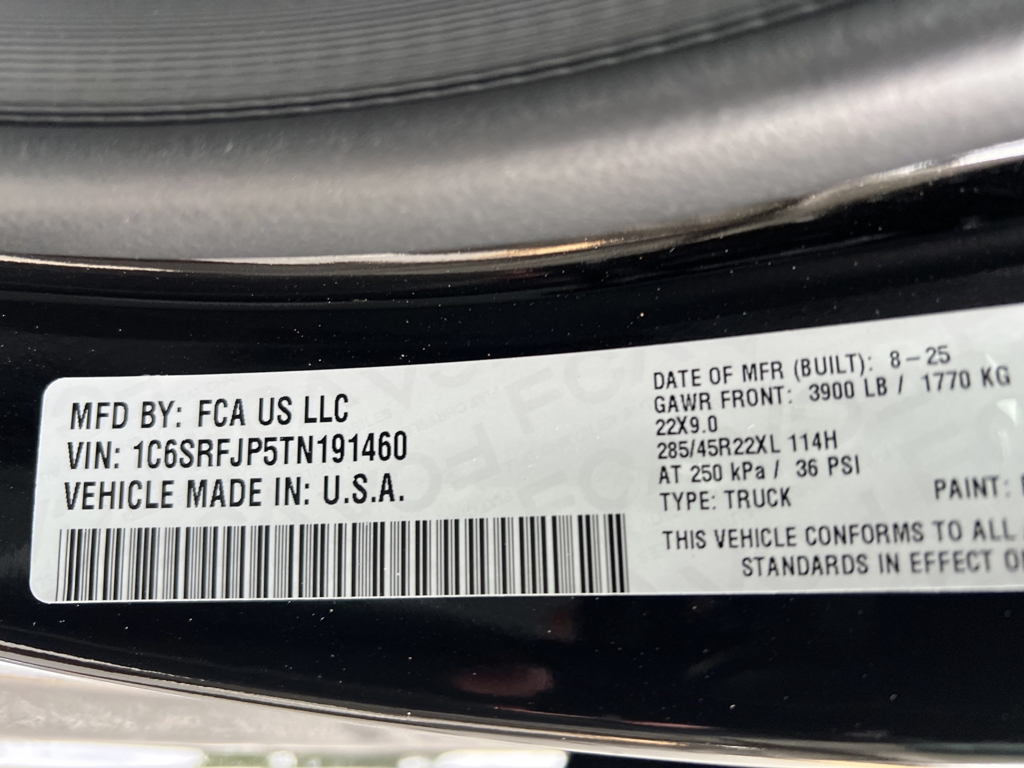 MFD BY: FCA US LLC
VIN: 1C6SRFJP5TN191460
VEHICLE MADE IN: U.S.A.
DATE OF MFR (BUILT): 8-25
GAWR FRONT: 3900 LB / 1770 KG
22X9.0
285/45R22XL 114H
AT 250 kPa / 36 PSI
TYPE: TRUCK PAINT:
THIS VEHICLE CONFORMS TO ALL
STANDARDS IN EFFECT